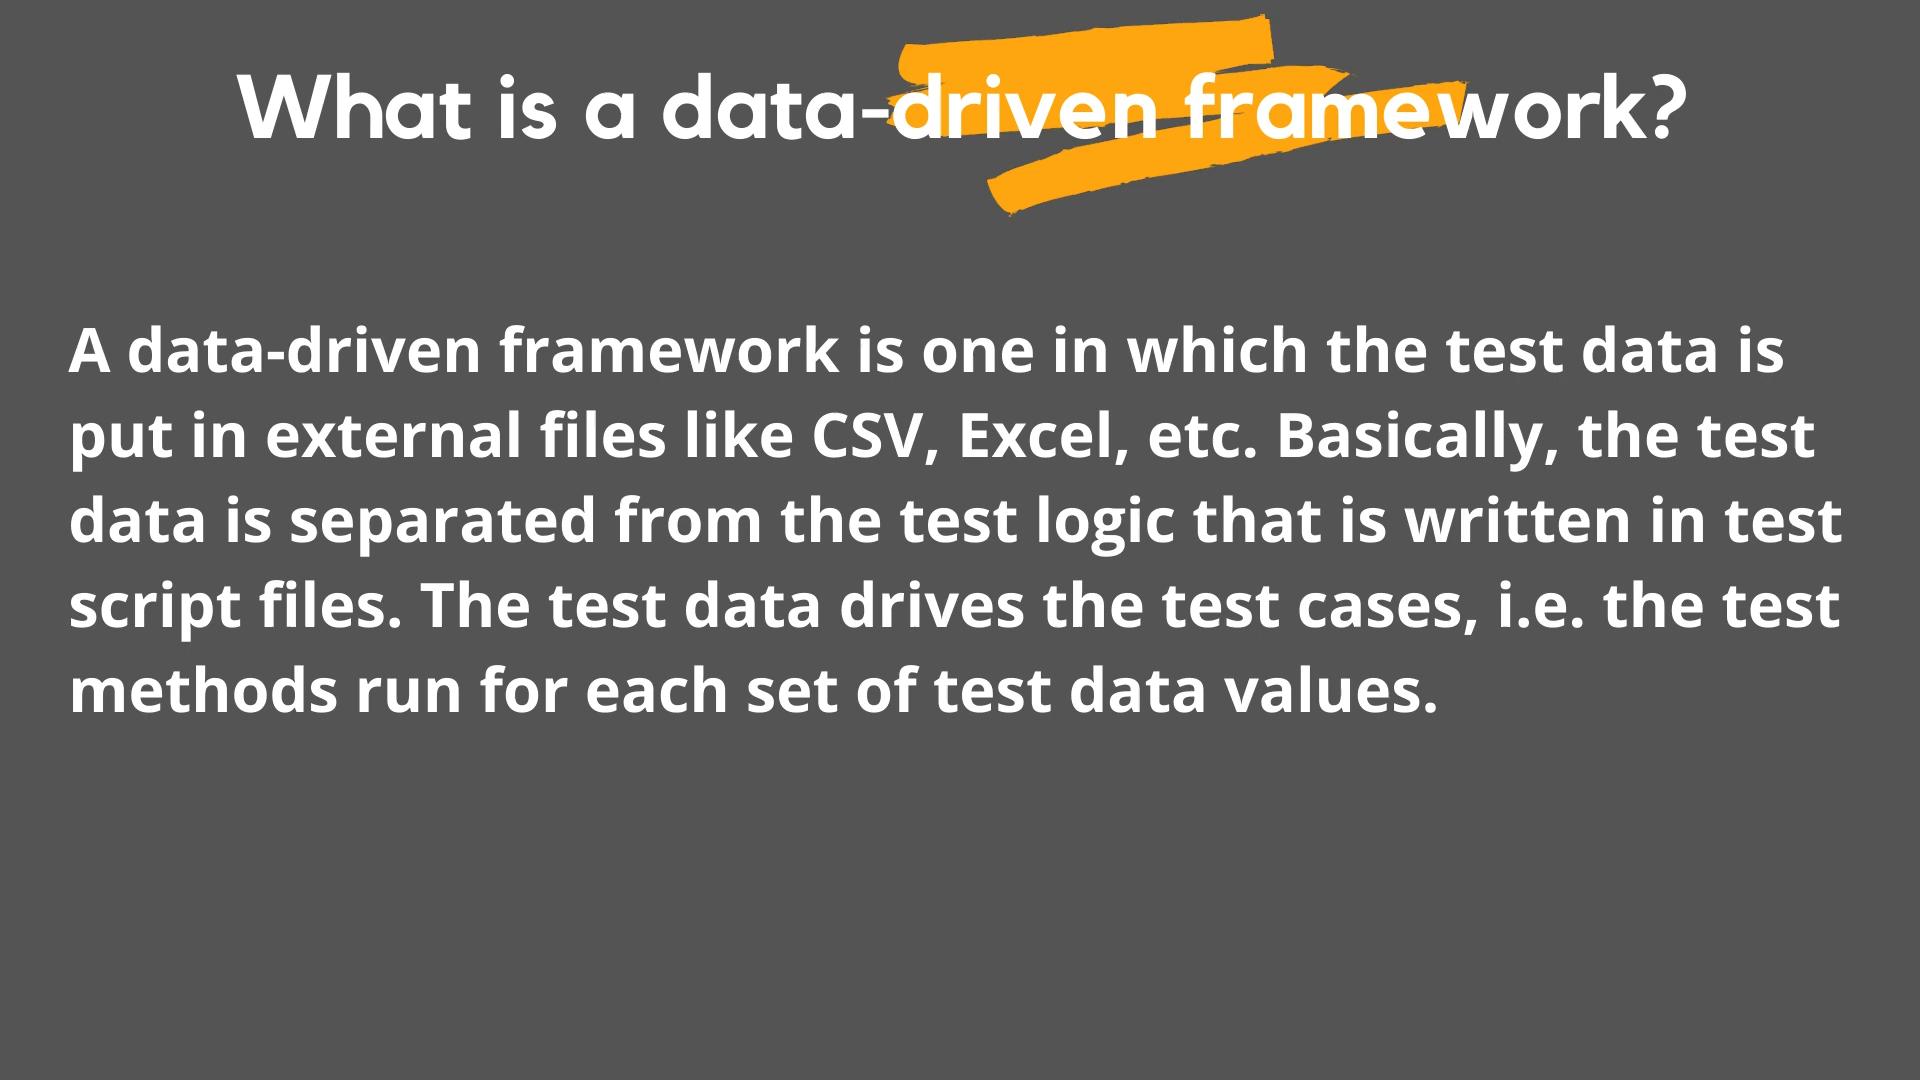 What is a data-driven framework?
A data-driven framework is one in which the test data is
put in external files like CSV, Excel, etc. Basically, the test
data is separated from the test logic that is written in test
script files. The test data drives the test cases, i.e. the test
methods run for each set of test data values.